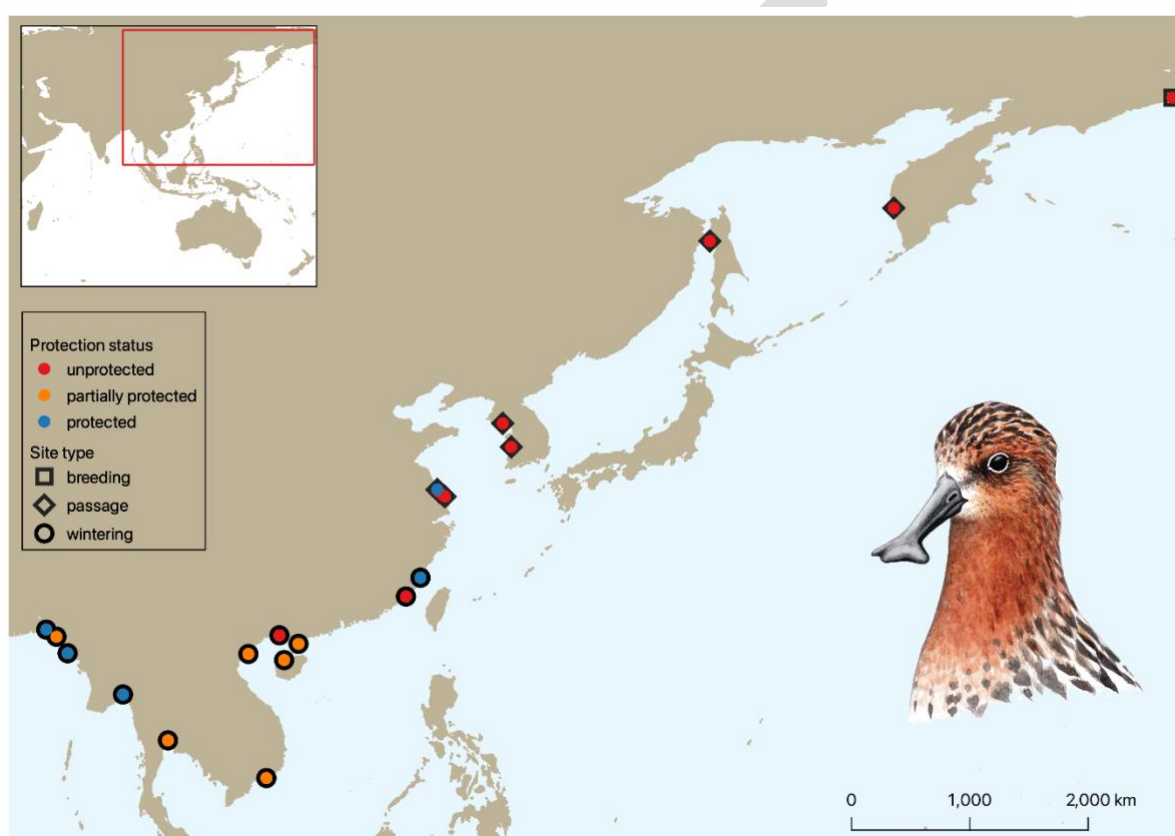 Protection status
unprotected
partially protected
protected
Site type
breeding
passage
wintering
0 1,000 2,000 km